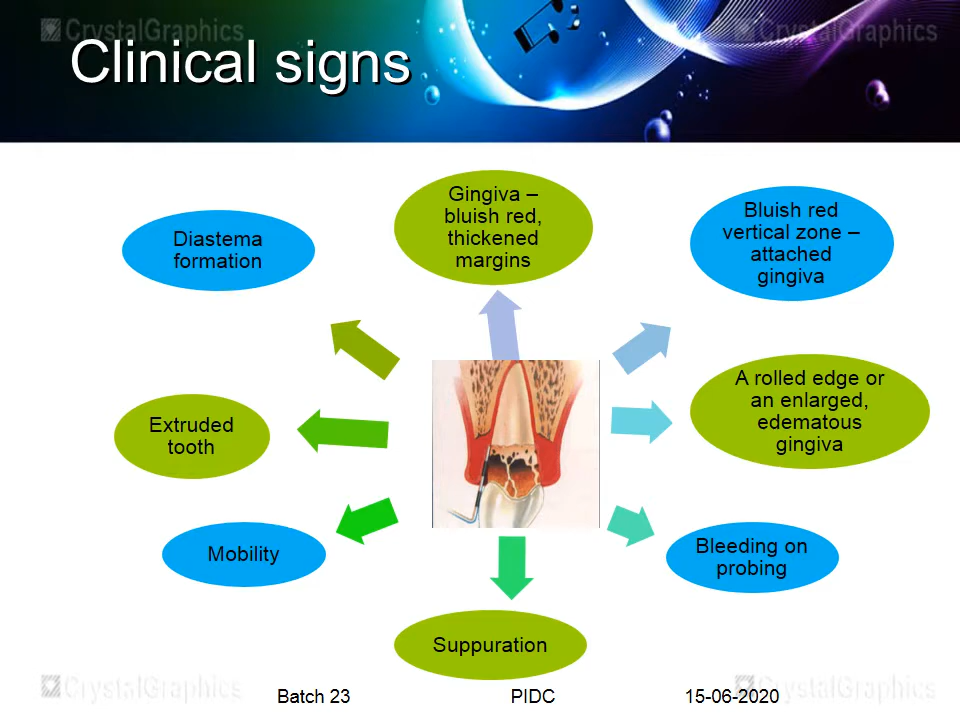 CrystalGraphics
CrystalGraphics
Clinical signs
Gingiva –
bluish red,
thickened
margins
Bluish red
vertical zone –
attached
gingiva
Diastema
formation
A rolled edge or
an enlarged,
edematous
gingiva
Extruded
tooth
Mobility
Bleeding on
probing
Suppuration
CrystalGraphics
CrystalGraphics
Batch 23
PIDC
15-06-2020